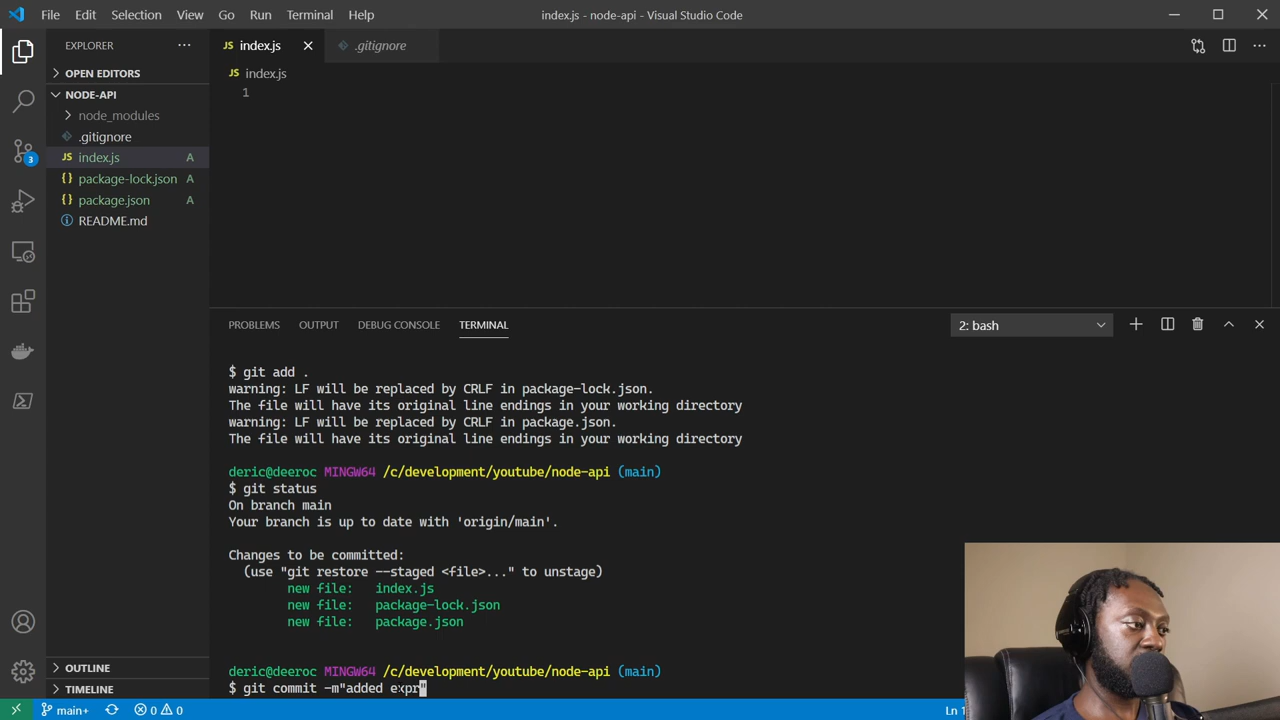 File Edit Selection View Go Run Terminal Help
index.js - node-api - Visual Studio Code
EXPLORER
OPEN EDITORS
NODE-API
node_modules
.gitignore
JS index.js A
{} package-lock.json A
{} package.json A
README.md
OUTLINE
TIMELINE
3
JS index.js
.gitignore
JS index.js
1
PROBLEMS OUTPUT DEBUG CONSOLE TERMINAL
2: bash
$ git add .
warning: LF will be replaced by CRLF in package-lock.json.
The file will have its original line endings in your working directory
warning: LF will be replaced by CRLF in package.json.
The file will have its original line endings in your working directory
deric@deeroc MINGW64 /c/development/youtube/node-api (main)
$ git status
On branch main
Your branch is up to date with 'origin/main'.
Changes to be committed:
(use "git restore --staged <file>..." to unstage)
new file: index.js
new file: package-lock.json
new file: package.json
deric@deeroc MINGW64 /c/development/youtube/node-api (main)
$ git commit -m"added expr"
main+ 0 0
Ln 1